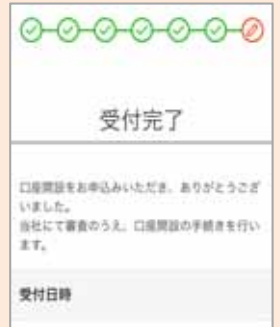 受付完了
口座開設をお申込みいただき、ありがとうござ
いました。
当社にて審査のうえ、口座開設の手続きを行い
ます。
受付日時